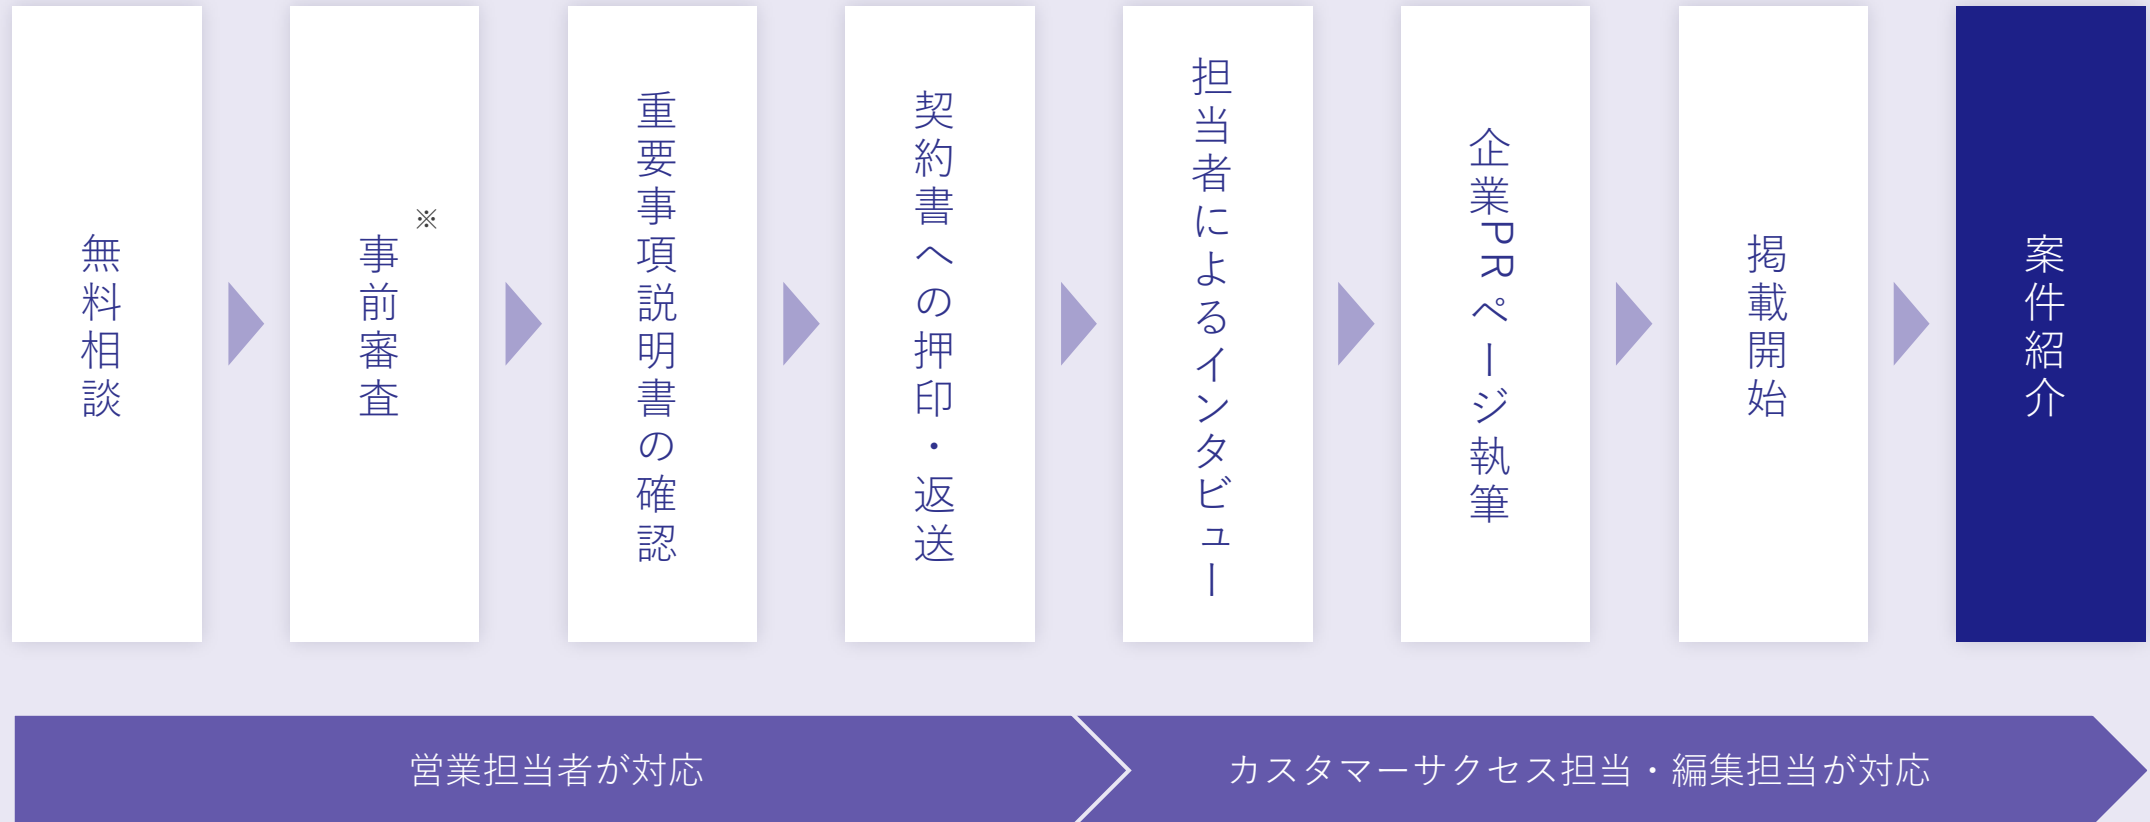 無料相談
※
事前審査
重要事項説明書の確認
契約書への押印・返送
担当者によるインタビュー
企業PRページ執筆
掲載開始
案件紹介
営業担当者が対応
カスタマーサクセス担当・編集担当が対応